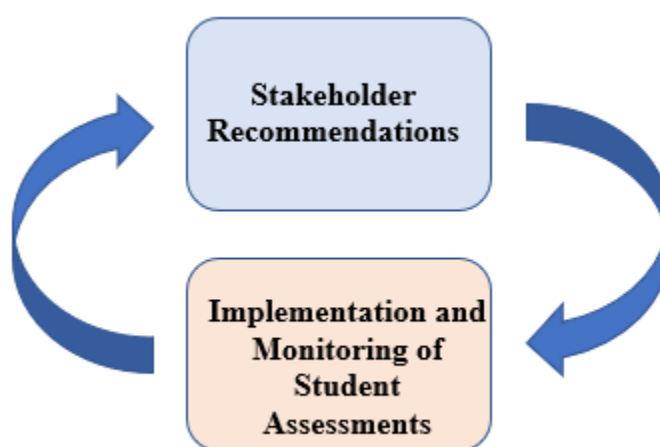 Stakeholder
Recommendations
Implementation and
Monitoring of
Student
Assessments